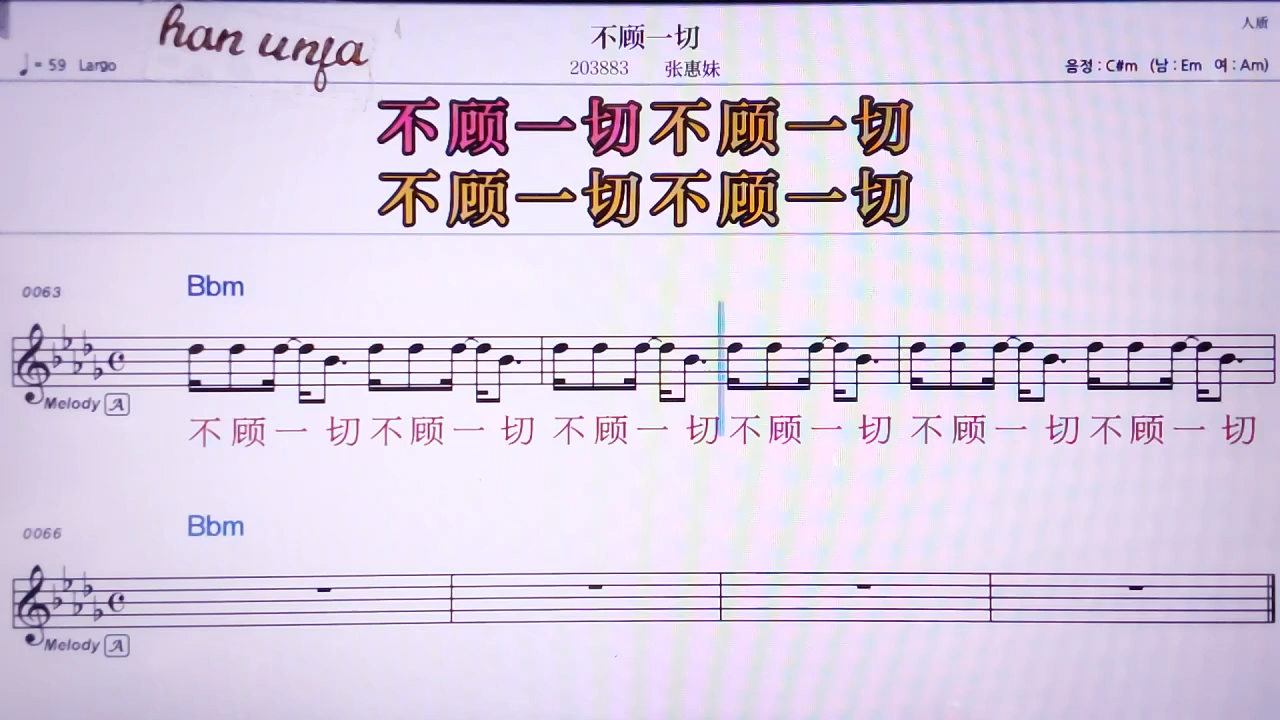 han unfa
不顾一切
人质
♩= 59 Largo
203883 张惠妹
음정 : C#m (남 : Em 여 : Am)
不顾一切不顾一切
不顾一切不顾一切
0063
Bbm
Melody A
不顾一切不顾一切不顾一切不顾一切不顾一切不顾一切
0066
Bbm
Melody A